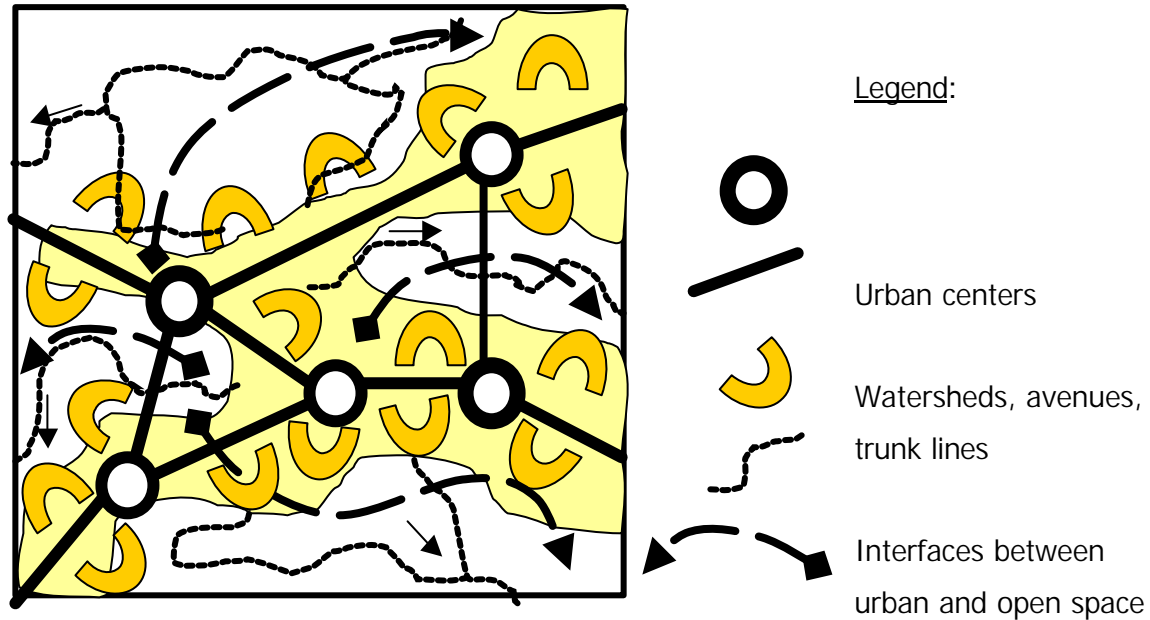 Legend:
Urban centers
Watersheds, avenues,
trunk lines
Interfaces between
urban and open space